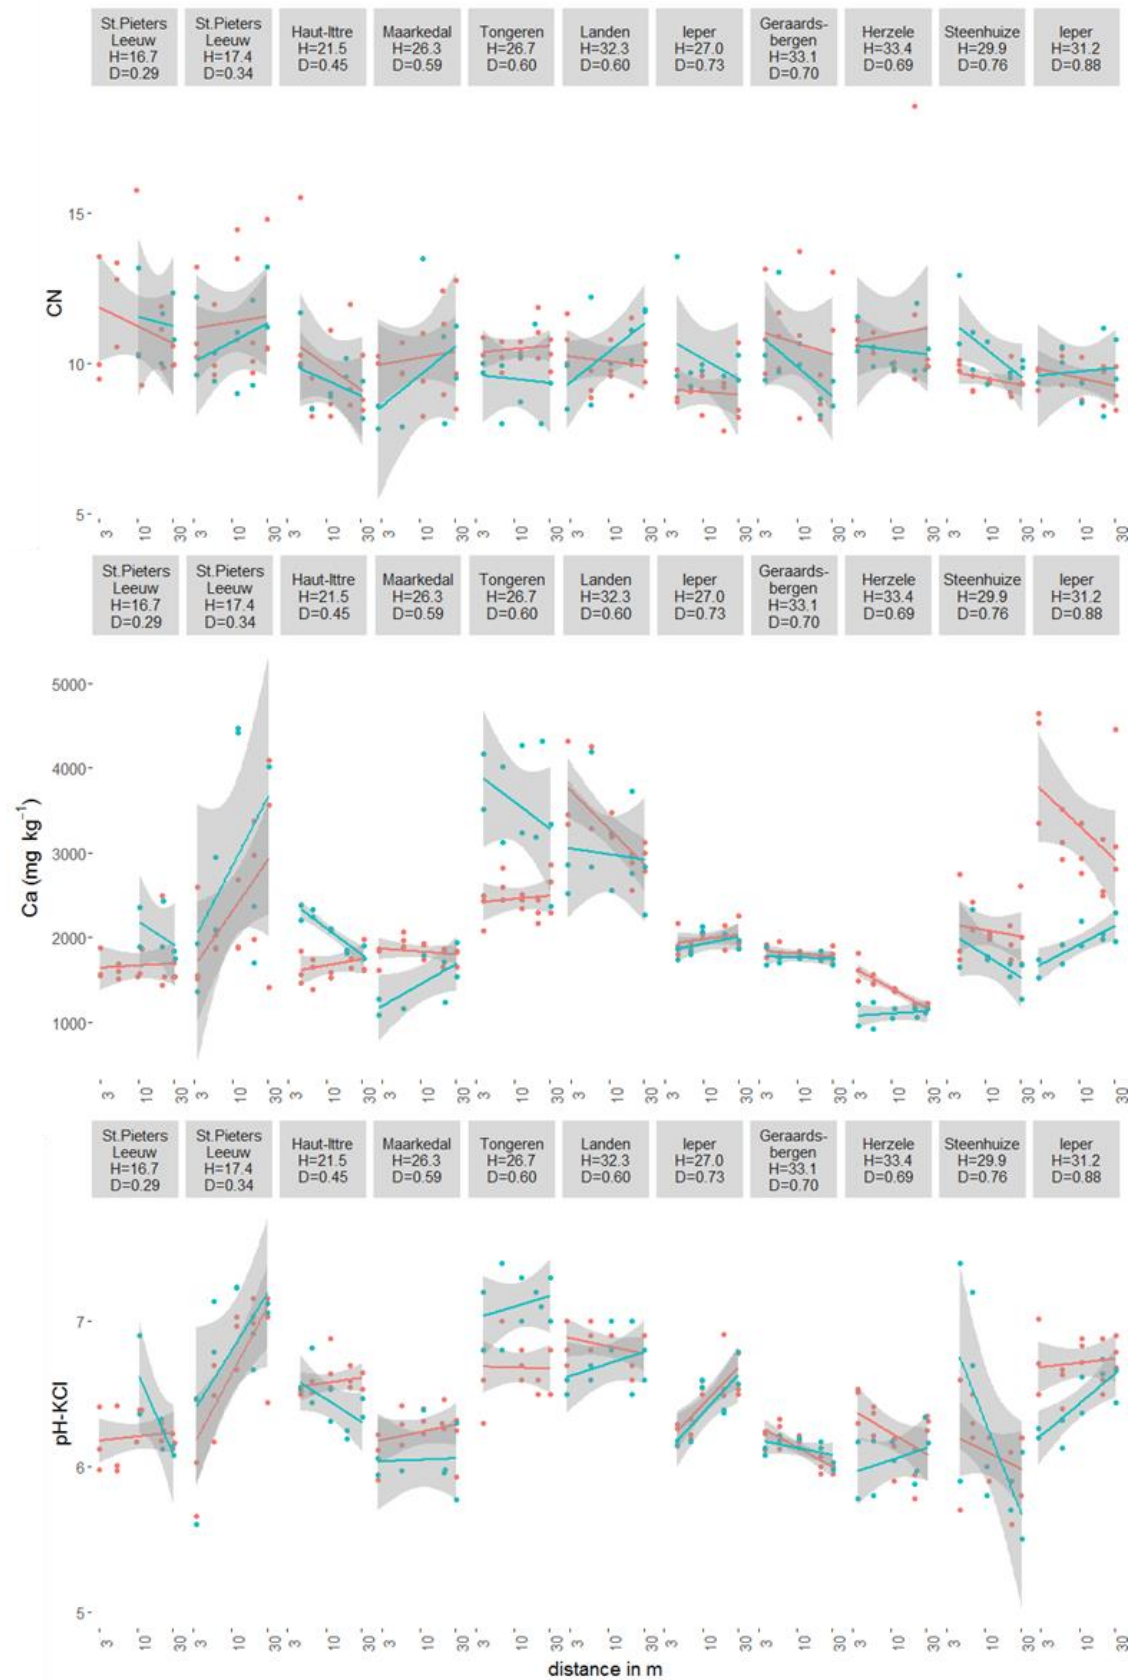 St.Pieters Leeuw H=16.7 D=0.29
St.Pieters Leeuw H=17.4 D=0.34
Haut-Ittre H=21.5 D=0.45
Maarkedal H=26.3 D=0.59
Tongeren H=26.7 D=0.60
Landen H=32.3 D=0.60
Ieper H=27.0 D=0.73
Geraards- bergen H=33.1 D=0.70
Herzele H=33.4 D=0.69
Steenhuize H=29.9 D=0.76
Ieper H=31.2 D=0.88
CN
15
10
5
3 10 30 3 10 30 3 10 30 3 10 30 3 10 30 3 10 30 3 10 30 3 10 30 3 10 30 3 10 30 3 10 30
St.Pieters Leeuw H=16.7 D=0.29
St.Pieters Leeuw H=17.4 D=0.34
Haut-Ittre H=21.5 D=0.45
Maarkedal H=26.3 D=0.59
Tongeren H=26.7 D=0.60
Landen H=32.3 D=0.60
Ieper H=27.0 D=0.73
Geraards- bergen H=33.1 D=0.70
Herzele H=33.4 D=0.69
Steenhuize H=29.9 D=0.76
Ieper H=31.2 D=0.88
Ca (mg kg⁻¹)
5000
4000
3000
2000
1000
3 10 30 3 10 30 3 10 30 3 10 30 3 10 30 3 10 30 3 10 30 3 10 30 3 10 30 3 10 30 3 10 30
St.Pieters Leeuw H=16.7 D=0.29
St.Pieters Leeuw H=17.4 D=0.34
Haut-Ittre H=21.5 D=0.45
Maarkedal H=26.3 D=0.59
Tongeren H=26.7 D=0.60
Landen H=32.3 D=0.60
Ieper H=27.0 D=0.73
Geraards- bergen H=33.1 D=0.70
Herzele H=33.4 D=0.69
Steenhuize H=29.9 D=0.76
Ieper H=31.2 D=0.88
pH-KCl
7
6
5
3 10 30 3 10 30 3 10 30 3 10 30 3 10 30 3 10 30 3 10 30 3 10 30 3 10 30 3 10 30 3 10 30
distance in m